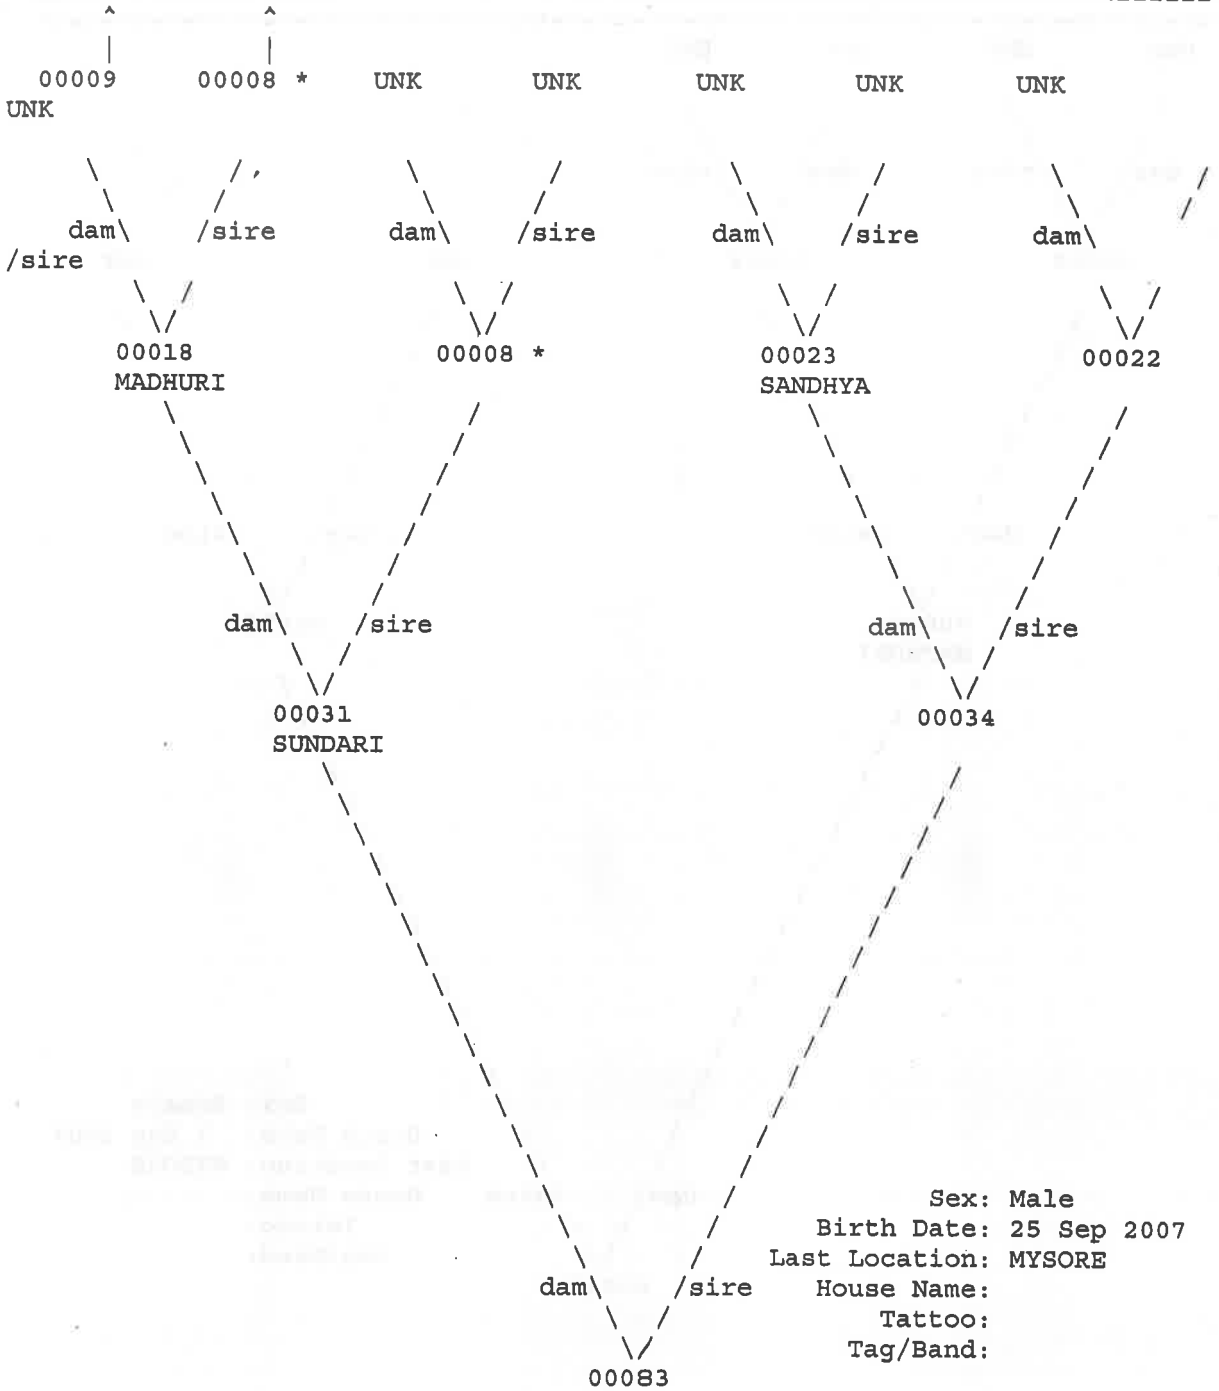 00009 00008 * UNK UNK UNK UNK UNK
UNK
dam\ /sire dam\ /sire dam\ /sire dam\
/sire
00018 00008 * 00023 00022
MADHURI SANDHYA
dam\ /sire dam\ /sire
00031 00034
SUNDARI
Sex: Male
Birth Date: 25 Sep 2007
Last Location: MYSORE
dam\ /sire House Name:
Tattoo:
Tag/Band:
00083